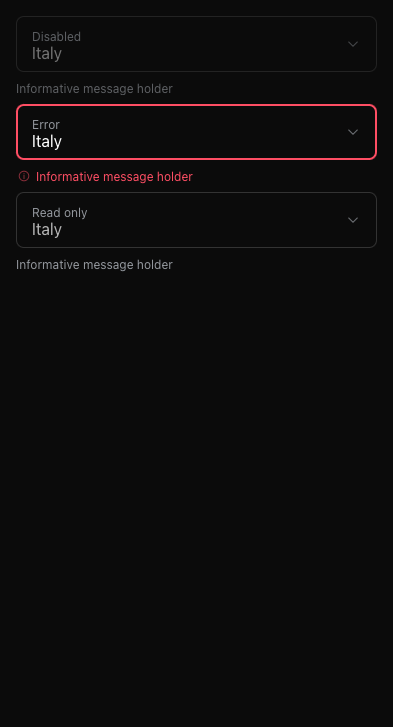 Disabled
Italy
Informative message holder
Error
Italy
Informative message holder
Read only
Italy
Informative message holder